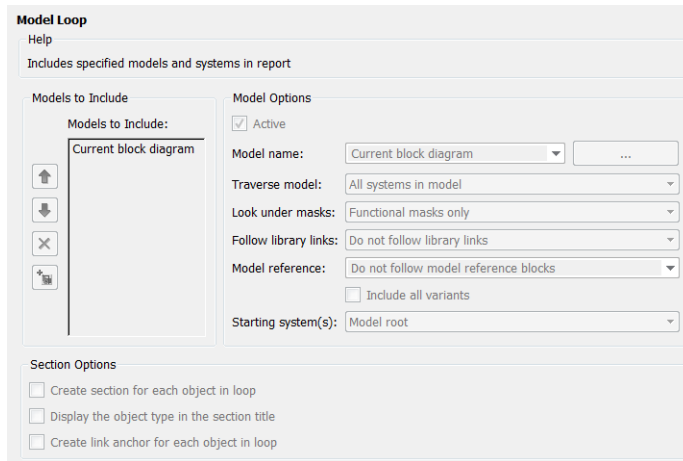 Model Loop
Help
Includes specified models and systems in report
Models to Include
Models to Include:
Current block diagram
Model Options
Active
Model name: Current block diagram ...
Traverse model: All systems in model
Look under masks: Functional masks only
Follow library links: Do not follow library links
Model reference: Do not follow model reference blocks
Include all variants
Starting system(s): Model root
Section Options
Create section for each object in loop
Display the object type in the section title
Create link anchor for each object in loop